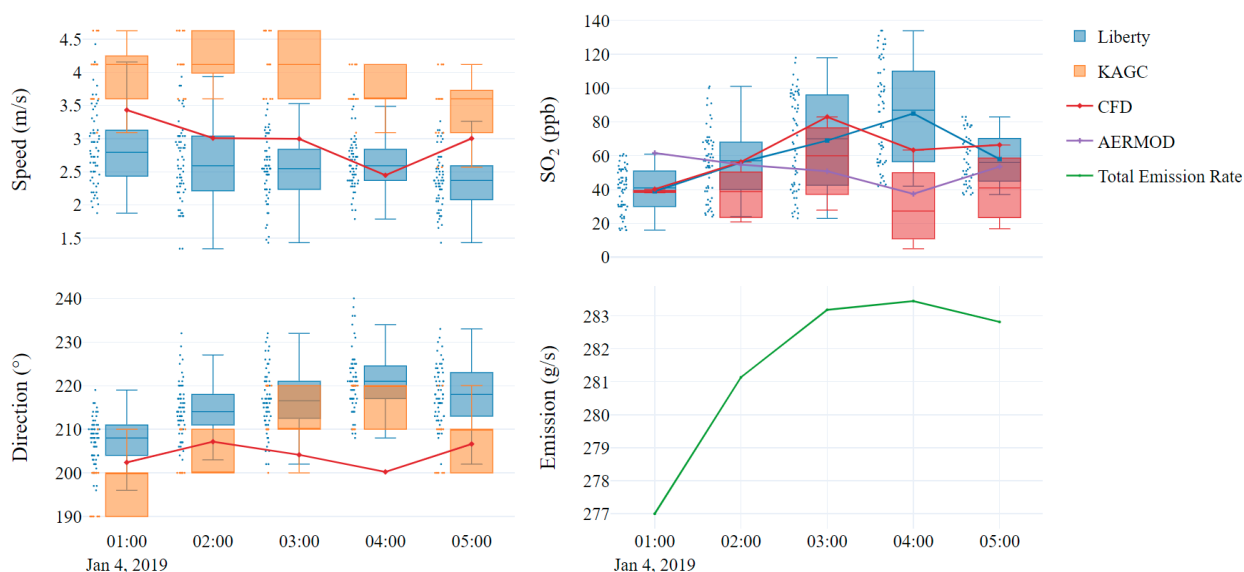 4.5
4
3.5
3
2.5
2
1.5
Speed (m/s)
140
120
100
80
60
40
20
0
SO2 (ppb)
Liberty
KAGC
CFD
AERMOD
Total Emission Rate
240
230
220
210
200
190
Direction (°)
01:00 02:00 03:00 04:00 05:00
Jan 4, 2019
283
282
281
280
279
278
277
Emission (g/s)
01:00 02:00 03:00 04:00 05:00
Jan 4, 2019